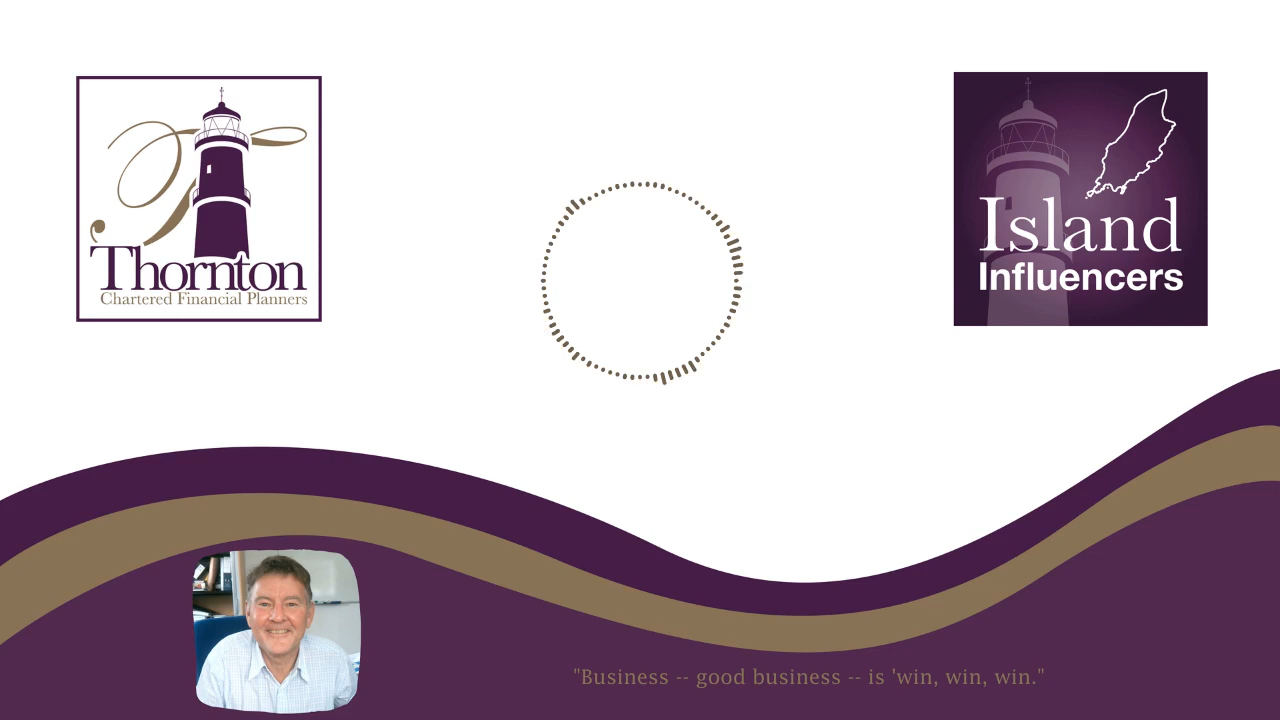 Thornton
Chartered Financial Planners
Island
Influencers
"Business -- good business -- is 'win, win, win."